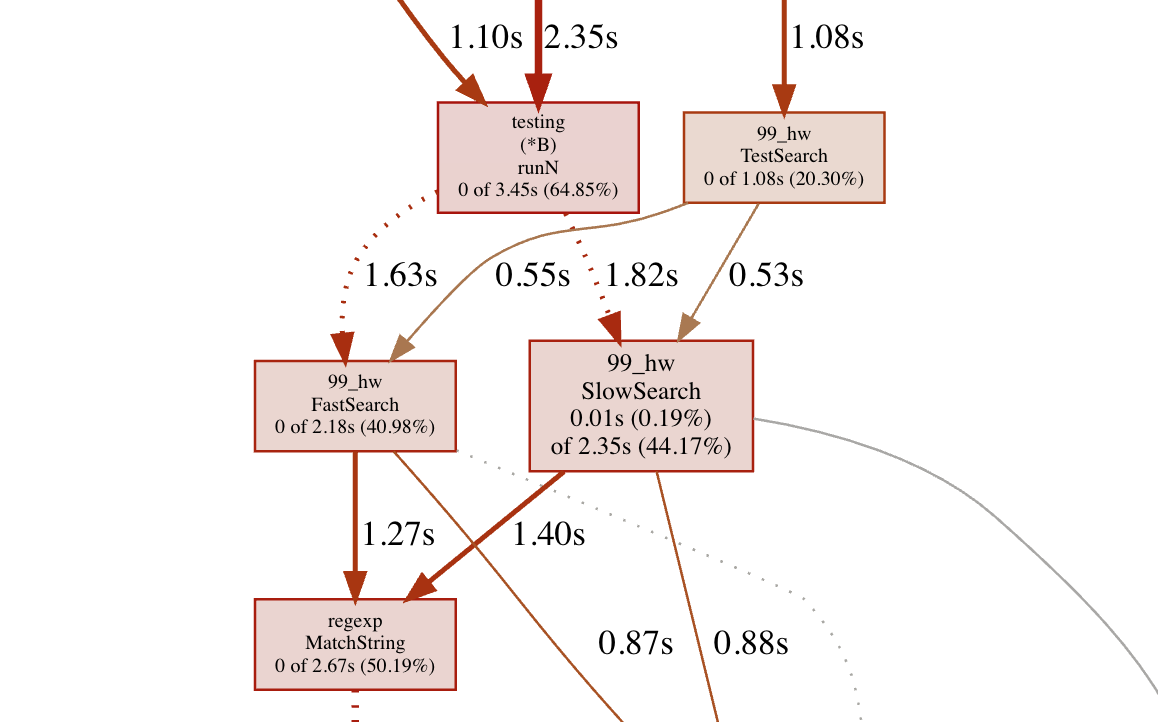 1.10s
2.35s
1.08s
testing
(*B)
runN
0 of 3.45s (64.85%)
99_hw
TestSearch
0 of 1.08s (20.30%)
1.63s
0.55s
1.82s
0.53s
99_hw
FastSearch
0 of 2.18s (40.98%)
99_hw
SlowSearch
0.01s (0.19%)
of 2.35s (44.17%)
1.27s
1.40s
regexp
MatchString
0 of 2.67s (50.19%)
0.87s
0.88s